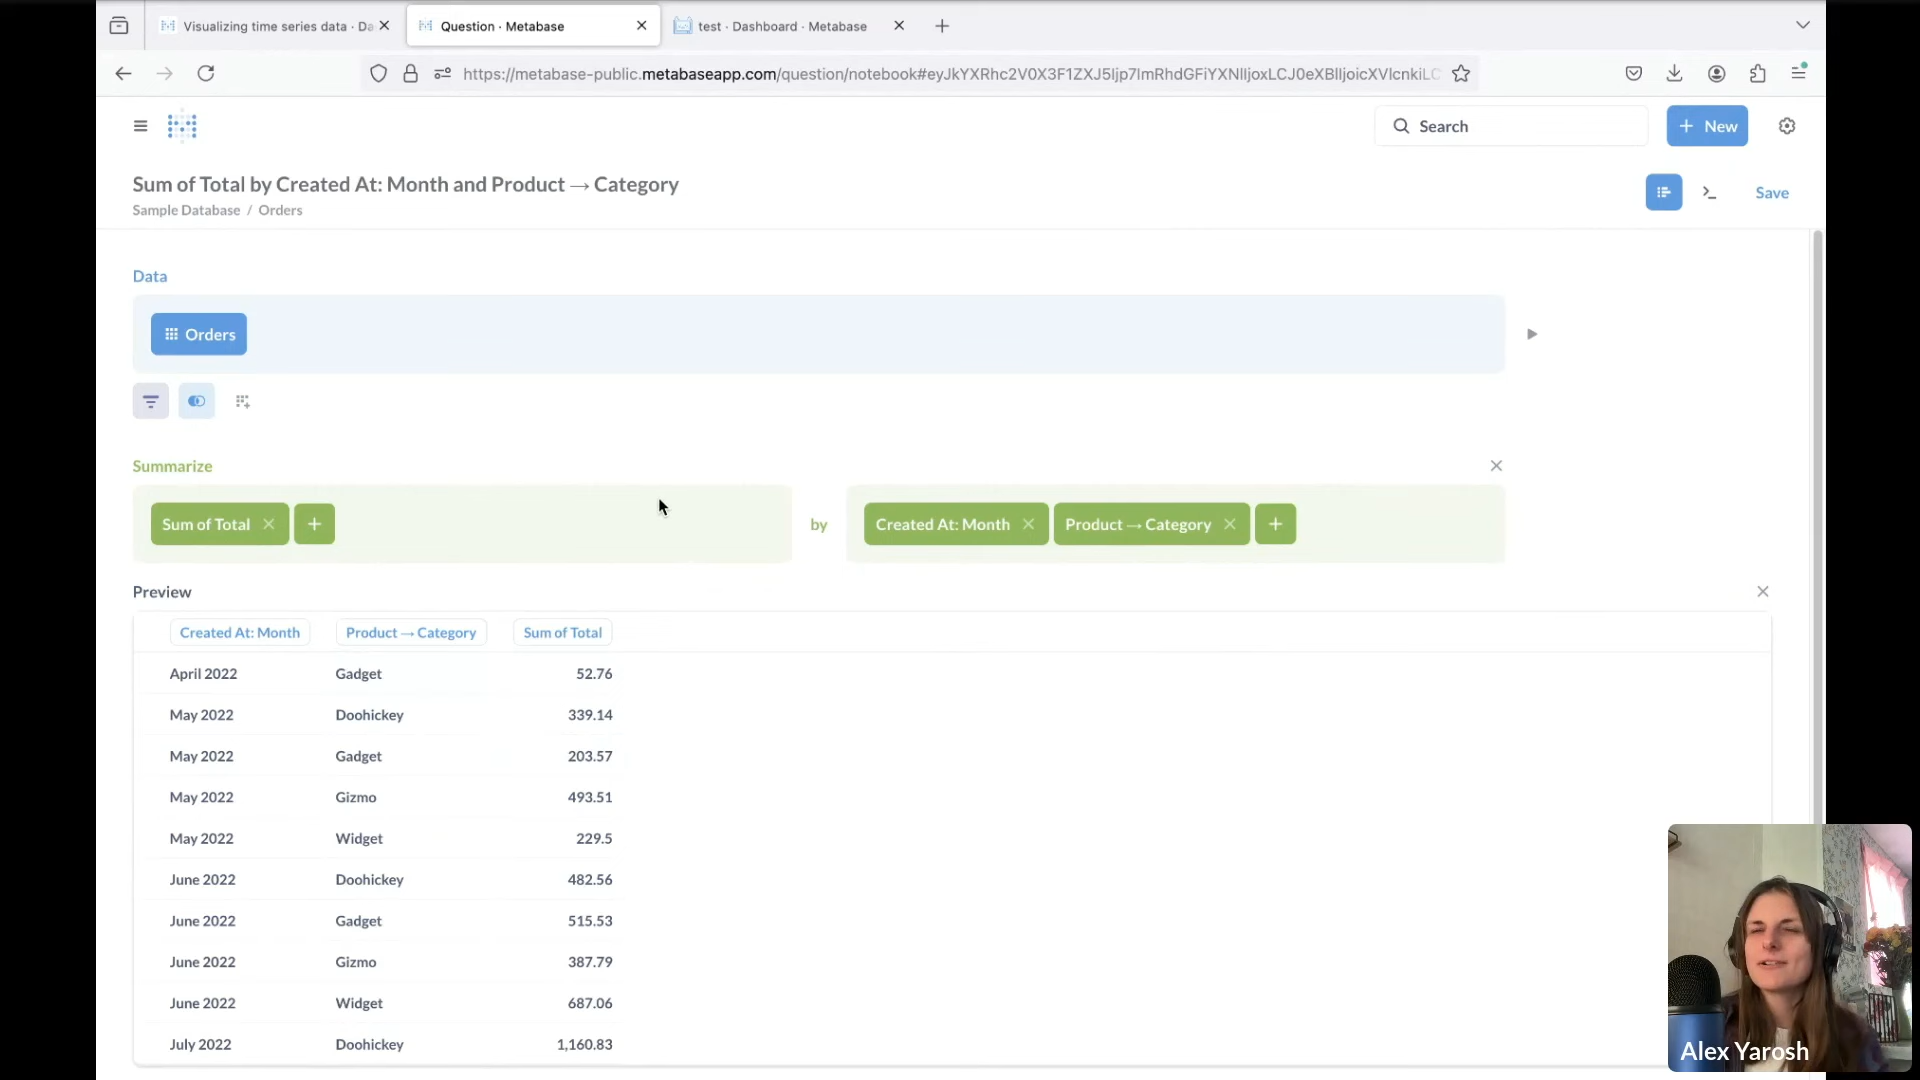 Visualizing time series data · Da
Question · Metabase
test · Dashboard · Metabase
https://metabase-public.metabaseapp.com/question/notebook#
Search
+ New
Sum of Total by Created At: Month and Product → Category
Sample Database / Orders
Save
Data
Orders
Summarize
Sum of Total
by
Created At: Month
Product → Category
Preview
Created At: Month Product → Category Sum of Total
April 2022 Gadget 52.76
May 2022 Doohickey 339.14
May 2022 Gadget 203.57
May 2022 Gizmo 493.51
May 2022 Widget 229.5
June 2022 Doohickey 482.56
June 2022 Gadget 515.53
June 2022 Gizmo 387.79
June 2022 Widget 687.06
July 2022 Doohickey 1,160.83
Alex Yarosh